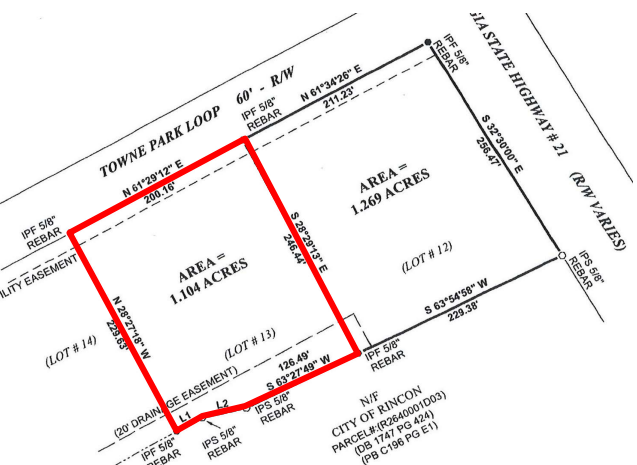 GIA STATE HIGHWAY # 21
(R/W VARIES)
TOWNE PARK LOOP 60' - R/W
N 61°34'26" E
211.23'
IPF 5/8"
REBAR
IPF 5/8"
REBAR
N 61°29'12" E
200.16'
S 32°30'00" E
256.47'
IPF 5/8"
REBAR
AREA =
1.269 ACRES
S 28°29'13" E
246.44'
(LOT # 12)
AREA =
1.104 ACRES
ILITY EASEMENT
N 28°27'18" W
229.63'
IPS 5/8"
REBAR
S 63°54'58" W
229.38'
(LOT # 14)
(LOT # 13)
126.49'
S 63°27'49" W
IPF 5/8"
REBAR
(20' DRAINAGE EASEMENT)
L1
L2
IPS 5/8"
REBAR
IPS 5/8"
REBAR
IPF 5/8"
REBAR
N/F
CITY OF RINCON
PARCEL#:(R2640001D03)
(DB 1747 PG 424)
(PB C198 PG E1)